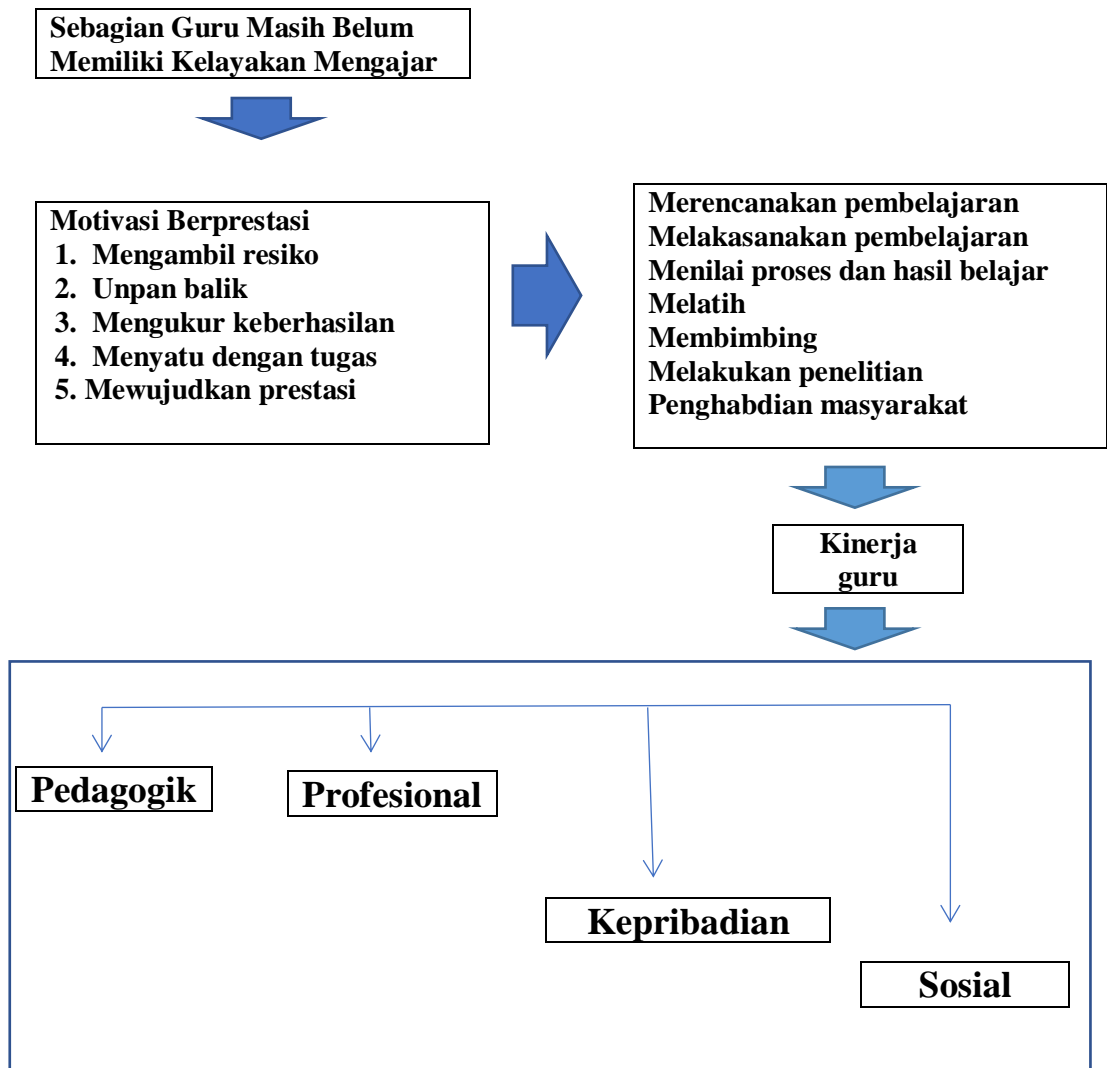 Sebagian Guru Masih Belum
Memiliki Kelayakan Mengajar
Motivasi Berprestasi
1. Mengambil resiko
2. Unpan balik
3. Mengukur keberhasilan
4. Menyatu dengan tugas
5. Mewujudkan prestasi
Merencanakan pembelajaran
Melakasanakan pembelajaran
Menilai proses dan hasil belajar
Melatih
Membimbing
Melakukan penelitian
Penghabdian masyarakat
Kinerja
guru
Pedagogik
Profesional
Kepribadian
Sosial